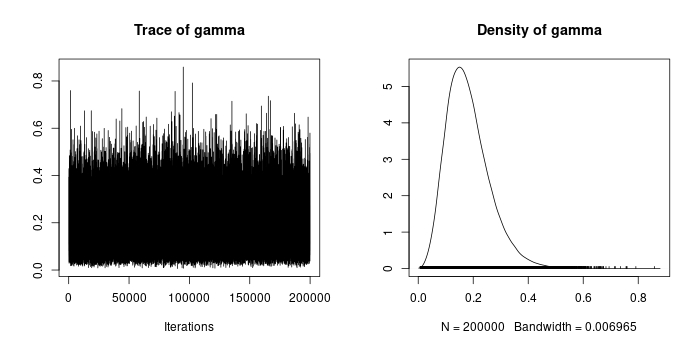 Trace of gamma
0.8
0.6
0.4
0.2
0.0
0 50000 100000 150000 200000
Iterations
Density of gamma
5
4
3
2
1
0
0.0 0.2 0.4 0.6 0.8
N = 200000 Bandwidth = 0.006965